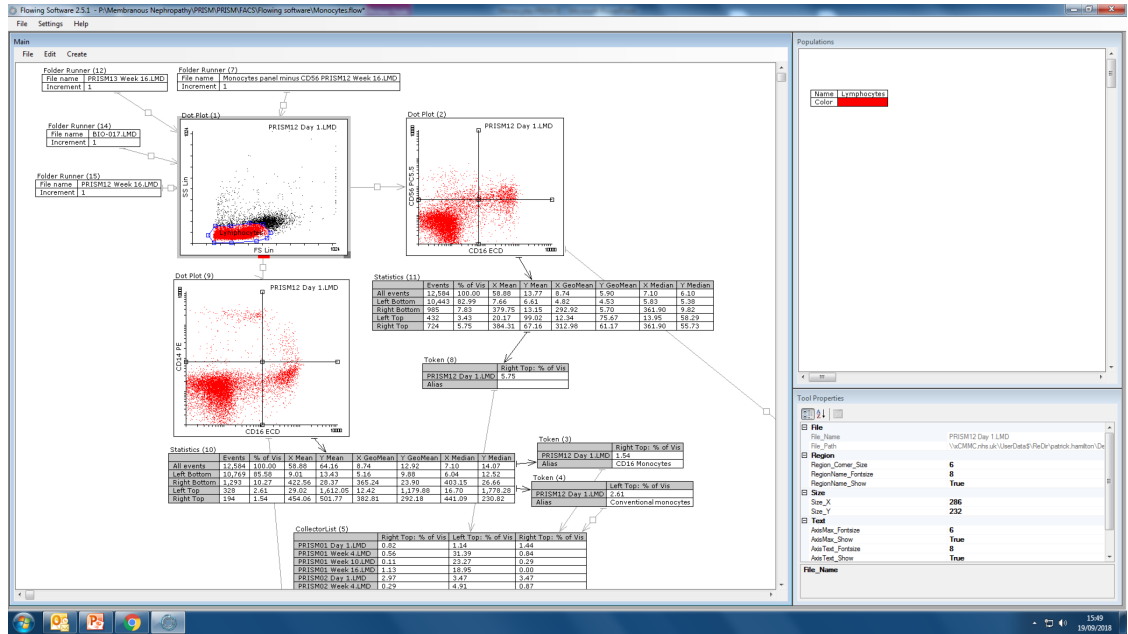 Flowing Software 2.5.1 - P:\Membranous Nephropathy\PRISM\PRISM\FACS\Flowing software\Monocytes.flow*
File Settings Help
Main
File Edit Create
Folder Runner (12)
File name PRISM13 Week 16.LMD
Increment 1
Folder Runner (7)
File name Monocytes panel minus CD56 PRISM12 Week 16.LMD
Increment 1
Folder Runner (14)
File name BIO-017.LMD
Increment 1
Folder Runner (15)
File name PRISM12 Week 16.LMD
Increment 1
Dot Plot (1)
PRISM12 Day 1.LMD
SS Lin
Lymphocytes
FS Lin
Dot Plot (2)
PRISM12 Day 1.LMD
CD56 PC5.5
CD16 ECD
Dot Plot (9)
PRISM12 Day 1.LMD
CD14 PE
CD16 ECD
Statistics (11)
Events % of Vis X Mean Y Mean X GeoMean Y GeoMean X Median Y Median
All events 12,584 100.00 58.88 13.77 8.74 5.90 7.10 6.10
Left Bottom 10,443 82.99 7.66 6.61 4.82 4.53 5.83 5.38
Right Bottom 985 7.83 379.75 13.15 292.92 5.70 361.90 9.82
Left Top 432 3.43 20.17 99.02 12.34 75.67 13.95 58.29
Right Top 724 5.75 384.31 67.16 312.98 61.17 361.90 55.73
Token (8)
Right Top: % of Vis
PRISM12 Day 1.LMD 5.75
Alias
Statistics (10)
Events % of Vis X Mean Y Mean X GeoMean Y GeoMean X Median Y Median
All events 12,584 100.00 58.88 64.16 8.74 12.92 7.10 14.07
Left Bottom 10,769 85.58 9.01 13.43 5.16 9.88 6.04 12.52
Right Bottom 1,293 10.27 422.56 28.37 365.24 23.90 403.15 26.66
Left Top 328 2.61 29.02 1,612.05 12.42 1,179.88 16.70 1,778.28
Right Top 194 1.54 454.06 501.77 382.81 292.18 441.09 230.82
Token (3)
Right Top: % of Vis
PRISM12 Day 1.LMD 1.54
Alias CD16 Monocytes
Token (4)
Left Top: % of Vis
PRISM12 Day 1.LMD 2.61
Alias Conventional monocytes
CollectorList (5)
Right Top: % of Vis Left Top: % of Vis Right Top: % of Vis
PRISM01 Day 1.LMD 0.82 1.14 1.44
PRISM01 Week 4.LMD 0.56 31.39 0.84
PRISM01 Week 10.LMD 0.11 23.27 0.29
PRISM01 Week 16.LMD 1.13 18.95 0.00
PRISM02 Day 1.LMD 2.97 3.47 3.47
PRISM02 Week 4.LMD 0.29 4.91 0.87
Populations
Name Lymphocytes
Color
Tool Properties
File
File_Name PRISM12 Day 1.LMD
File_Path \\xCMMC.nhs.uk\UserData$\ReDir\patrick.hamilton\De
Region
Region_Corner_Size 6
RegionName_Fontsize 8
RegionName_Show True
Size
Size_X 286
Size_Y 232
Text
AxisMax_Fontsize 6
AxisMax_Show True
AxisText_Fontsize 8
AxisText_Show True
File_Name
15:49
19/09/2018